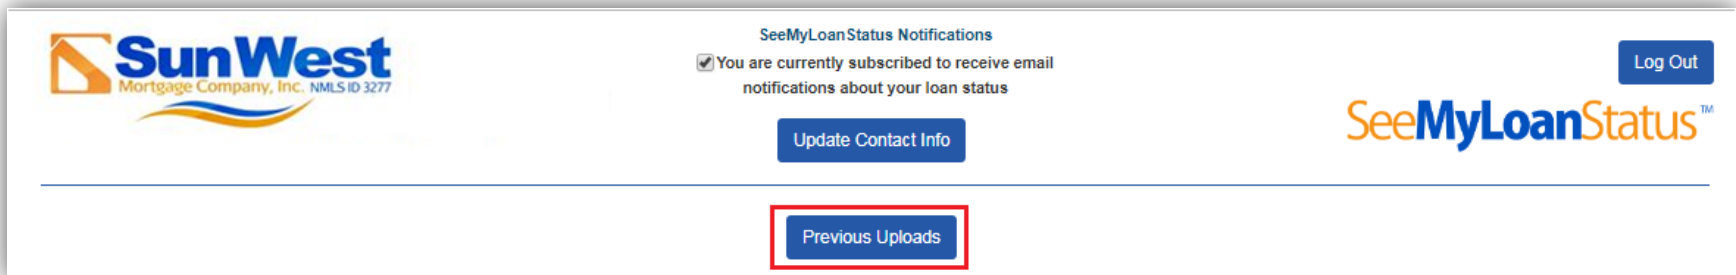 SunWest
Mortgage Company, Inc. NMLS ID 3277
SeeMyLoanStatus Notifications
You are currently subscribed to receive email
notifications about your loan status
Update Contact Info
Log Out
SeeMyLoanStatus™
Previous Uploads